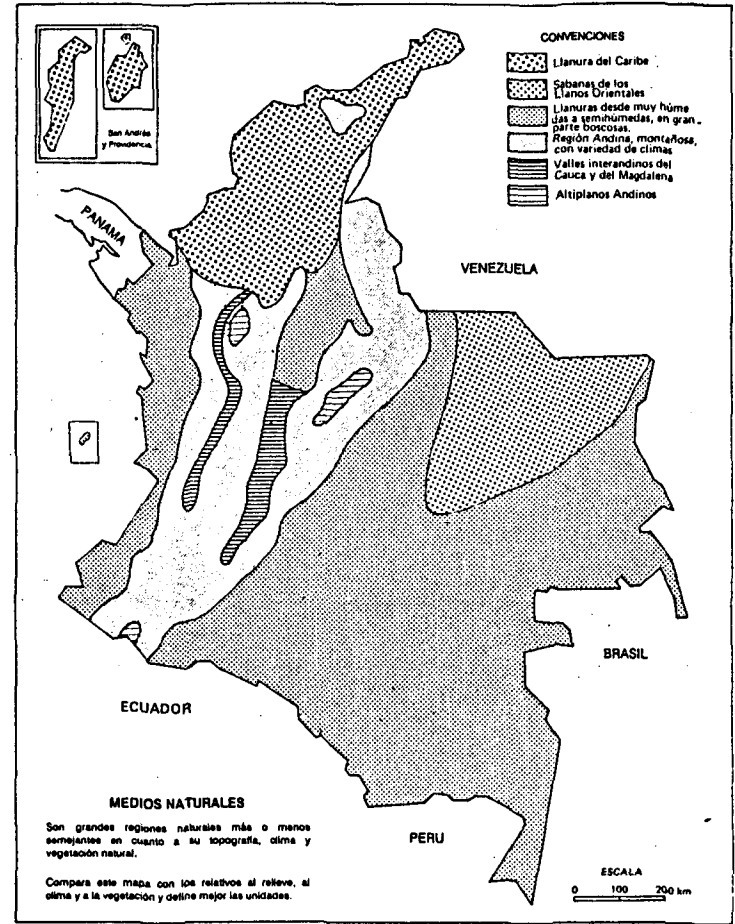 CONVENCIONES
Llanura del Caribe
Sabanas de los
Llanos Orientales
Llanuras desde muy húme
das a semihúmedas, en gran
parte boscosas.
Región Andina, montañosa,
con variedad de climas
Valles interandinos del
Cauca y del Magdalena
Altiplanos Andinos
San Andrés
y Providencia
PANAMA
VENEZUELA
BRASIL
ECUADOR
PERU
MEDIOS NATURALES
Son grandes regiones naturales más o menos
semejantes en cuanto a su topografía, clima y
vegetación natural.
Compara este mapa con los relativos al relieve, al
clima y a la vegetación y define mejor las unidades.
ESCALA
0 100 200 km